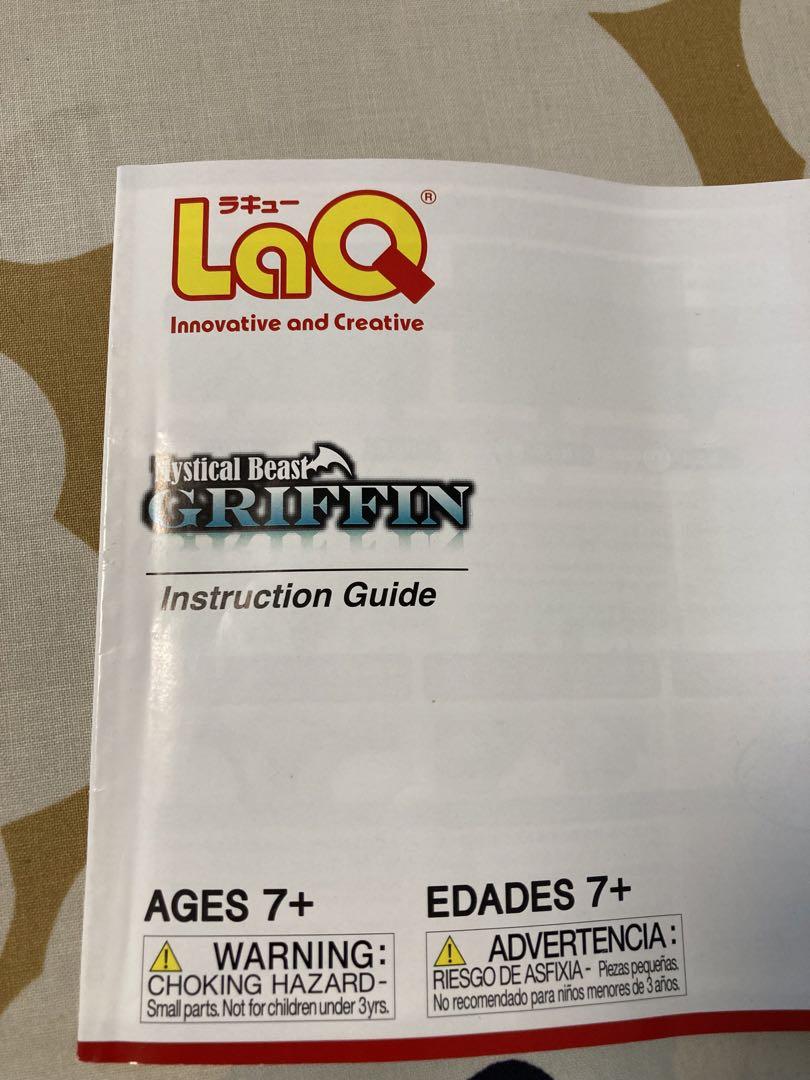 ラキュー
LaQ®
Innovative and Creative
Mystical Beast
GRIFFIN
Instruction Guide
AGES 7+
WARNING:
CHOKING HAZARD-
Small parts. Not for children under 3yrs.
EDADES 7+
ADVERTENCIA:
RIESGO DE ASFIXIA - Piezas pequeñas.
No recomendado para niños menores de 3 años.